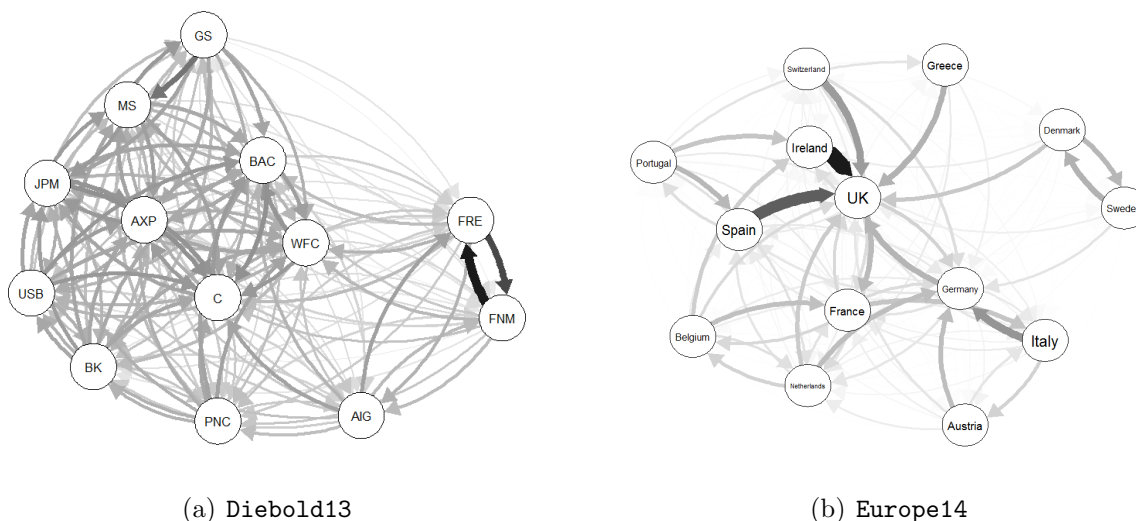 GS
MS
BAC
JPM
AXP
WFC
FRE
USB
C
FNM
BK
PNC
AIG
Switzerland
Greece
Denmark
Ireland
Portugal
UK
Swede
Spain
Germany
France
Belgium
Italy
Netherlands
Austria
(a) Diebold13
(b) Europe14